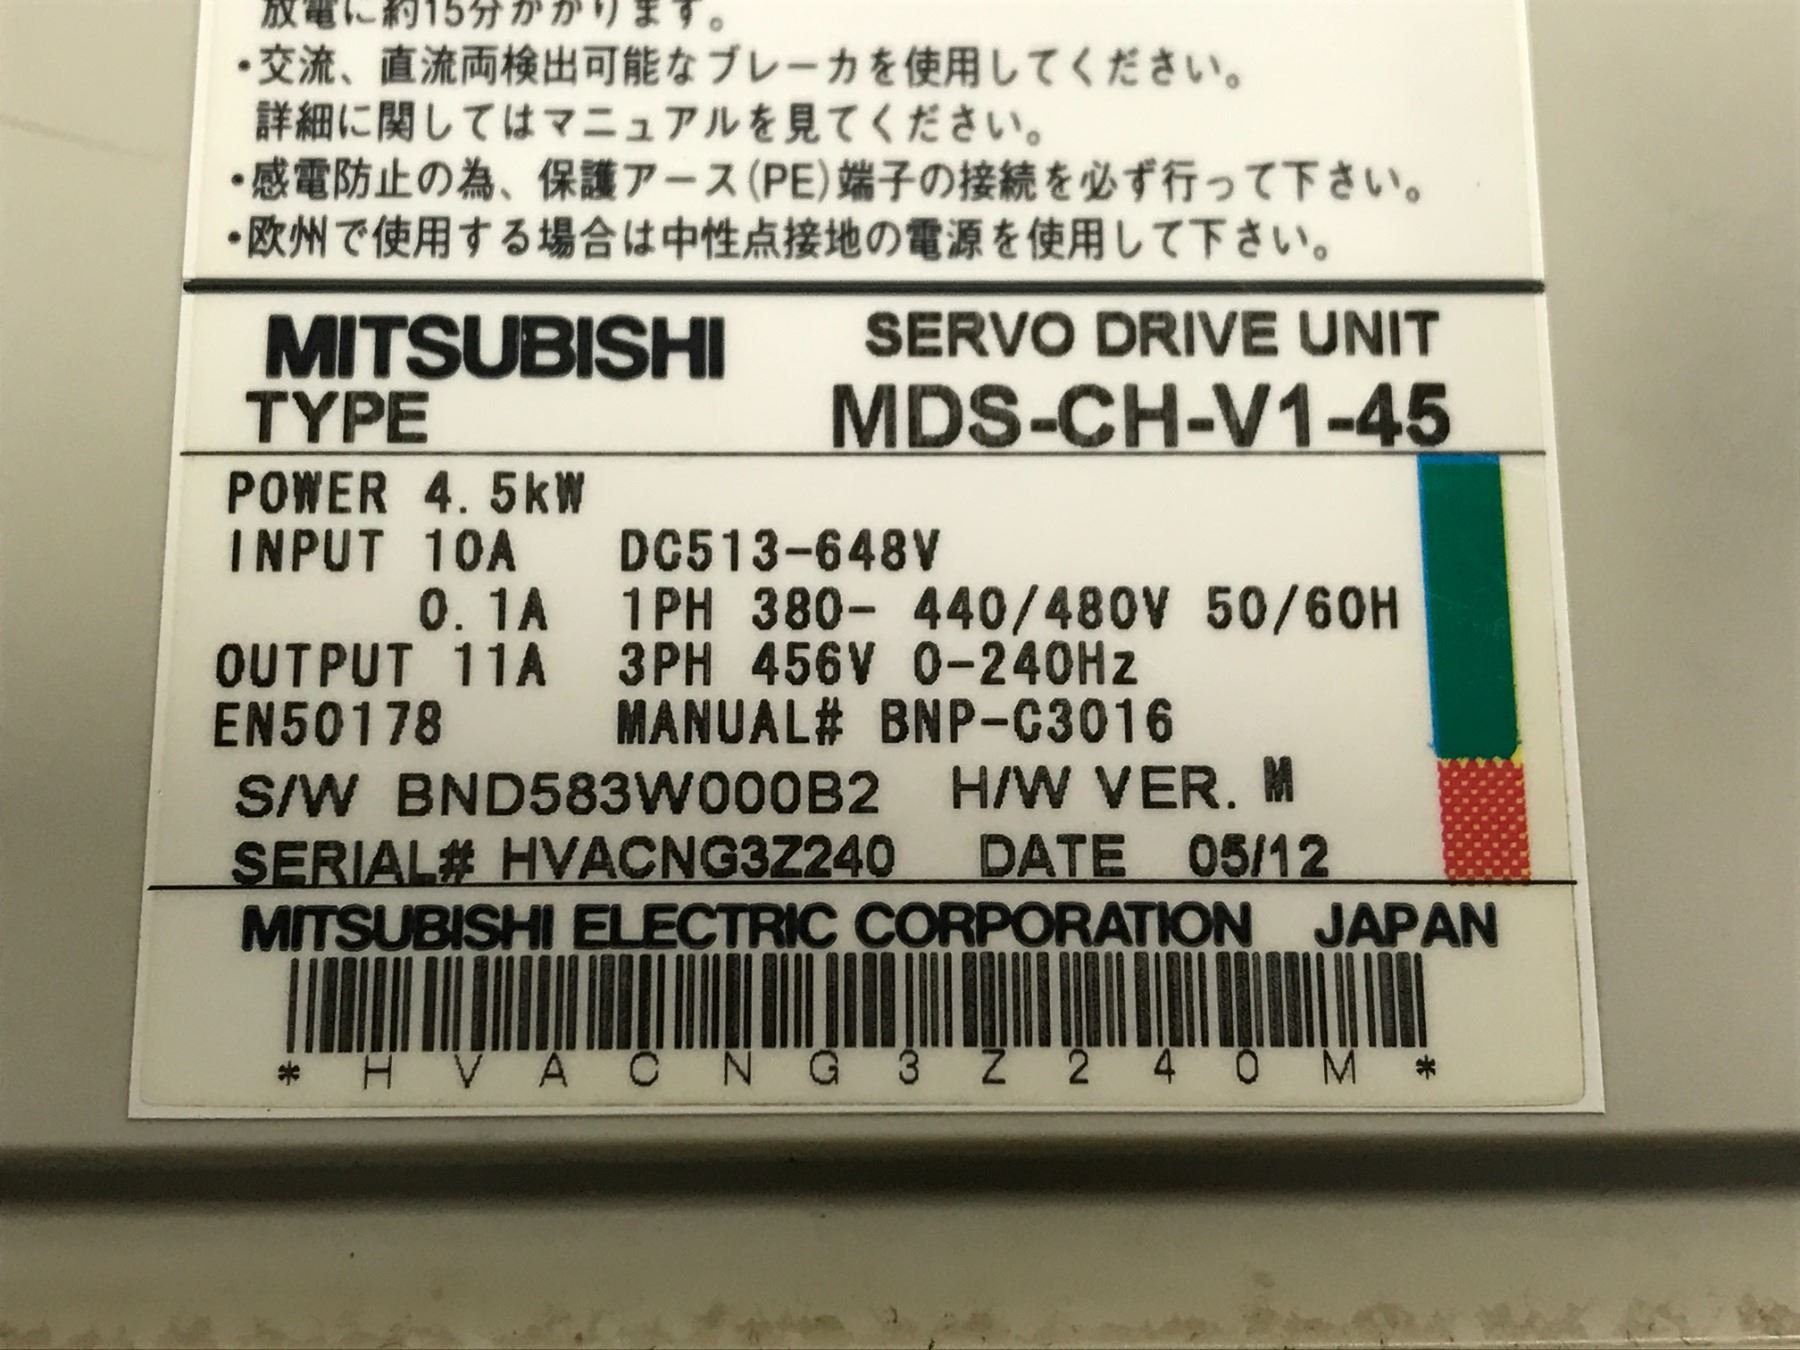 放電に約15分かかります。
・交流、直流両検出可能なブレーカを使用してください。
詳細に関してはマニュアルを見てください。
・感電防止の為、保護アース(PE)端子の接続を必ず行って下さい。
・欧州で使用する場合は中性点接地の電源を使用して下さい。
MITSUBISHI SERVO DRIVE UNIT
TYPE MDS-CH-V1-45
POWER 4.5kW
INPUT 10A DC513-648V
0.1A 1PH 380- 440/480V 50/60H
OUTPUT 11A 3PH 456V 0-240Hz
EN50178 MANUAL# BNP-C3016
S/W BND583W000B2 H/W VER. M
SERIAL# HVACNG3Z240 DATE 05/12
MITSUBISHI ELECTRIC CORPORATION JAPAN
* H V A C N G 3 Z 2 4 0 M *